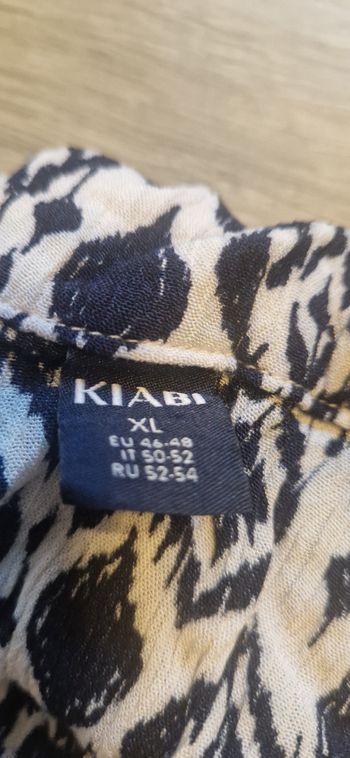 KIABI
XL
EU 46-48
IT 50-52
RU 52-54